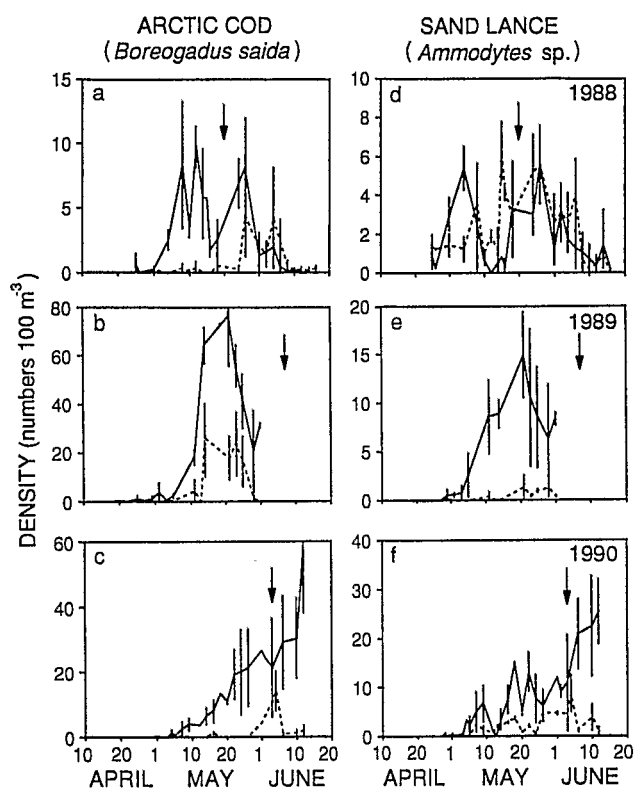 ARCTIC COD
(Boreogadus saida)
SAND LANCE
(Ammodytes sp.)
a
15
10
5
0
d
1988
10
8
6
4
2
0
b
80
60
40
20
0
e
1989
20
15
10
5
0
c
60
40
20
0
f
1990
40
30
20
10
0
DENSITY (numbers 100 m-3)
10 20 1 10 20 1 10 20
APRIL MAY JUNE
10 20 1 10 20 1 10 20
APRIL MAY JUNE